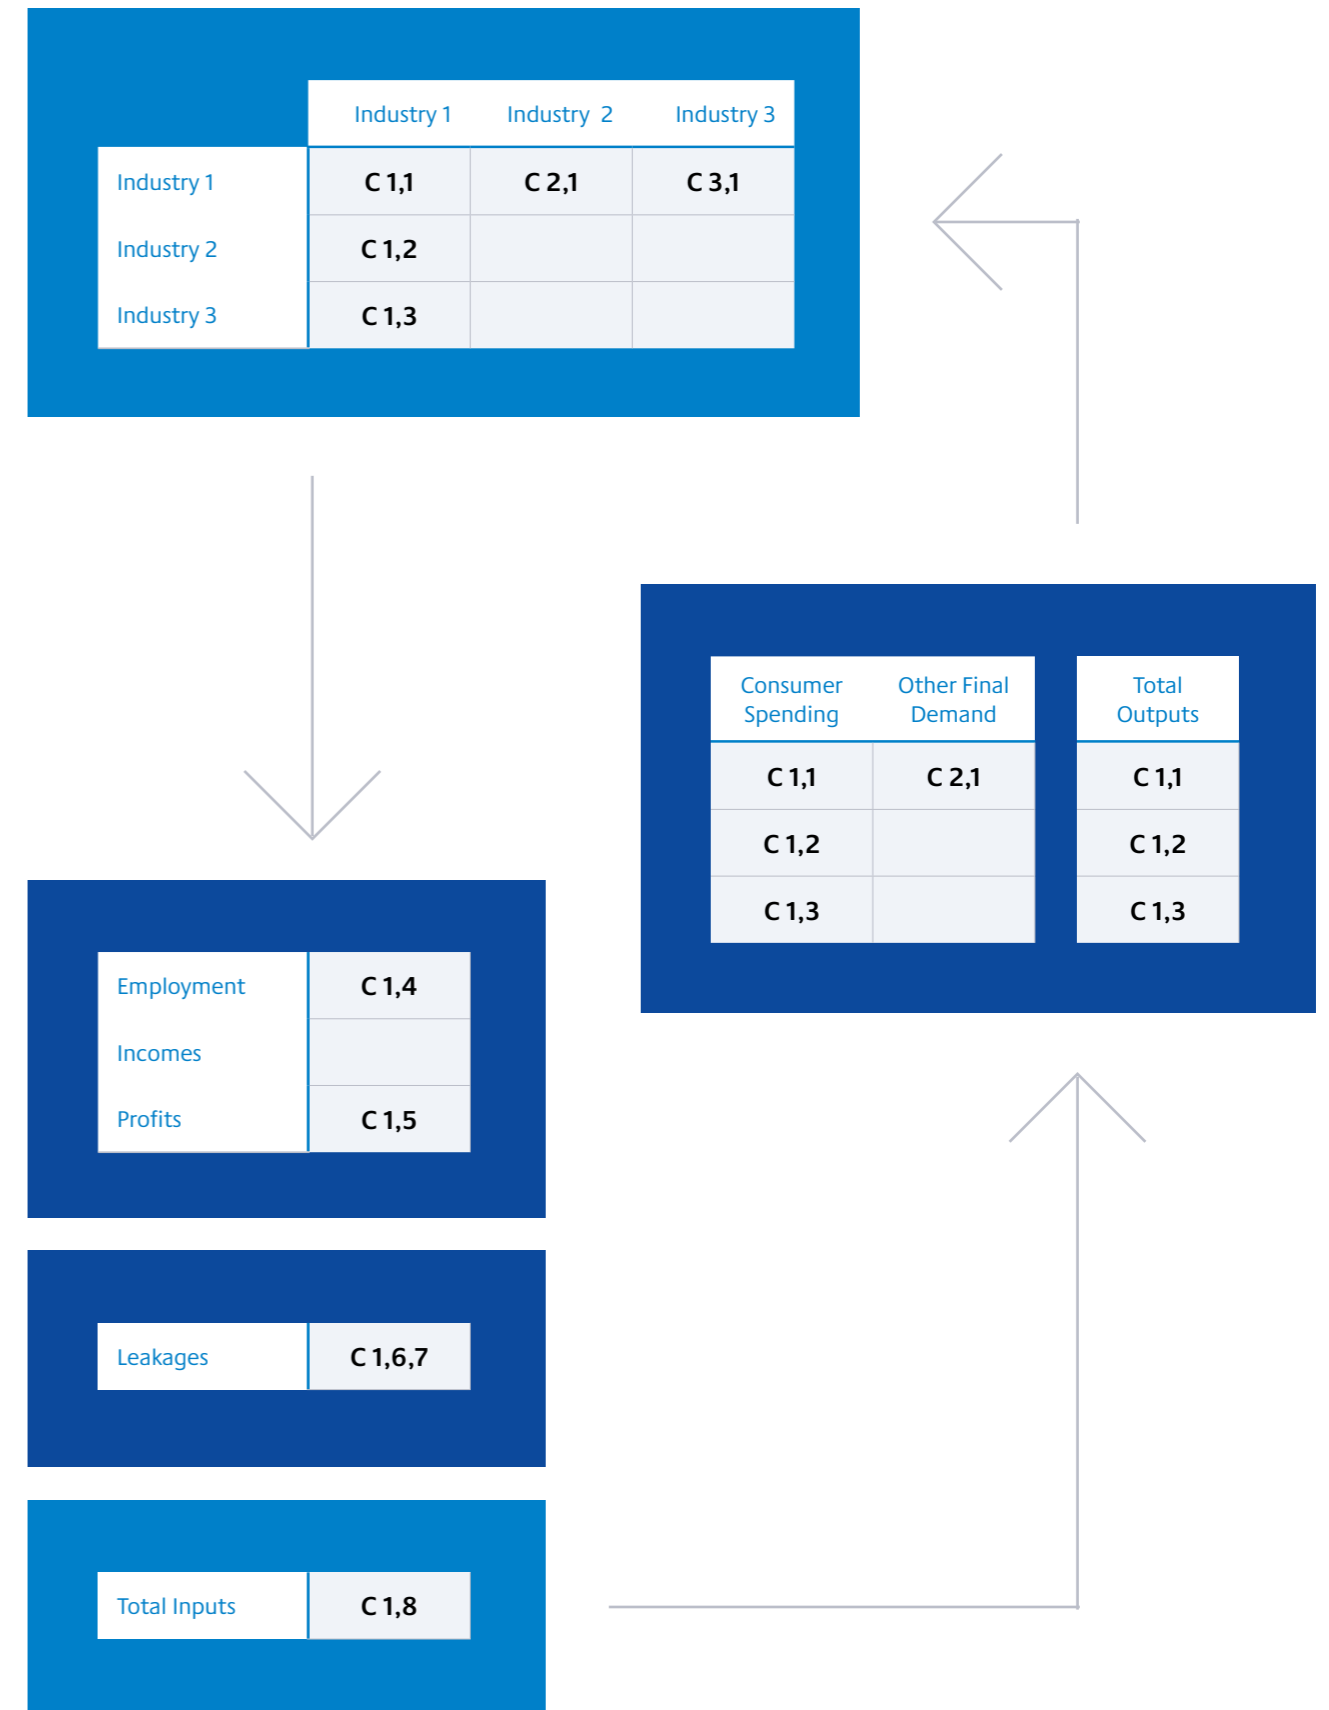 Industry 1 Industry 2 Industry 3
Industry 1 C 1,1 C 2,1 C 3,1
Industry 2 C 1,2
Industry 3 C 1,3
Consumer Spending Other Final Demand Total Outputs
C 1,1 C 2,1 C 1,1
C 1,2 C 1,2
C 1,3 C 1,3
Employment C 1,4
Incomes
Profits C 1,5
Leakages C 1,6,7
Total Inputs C 1,8